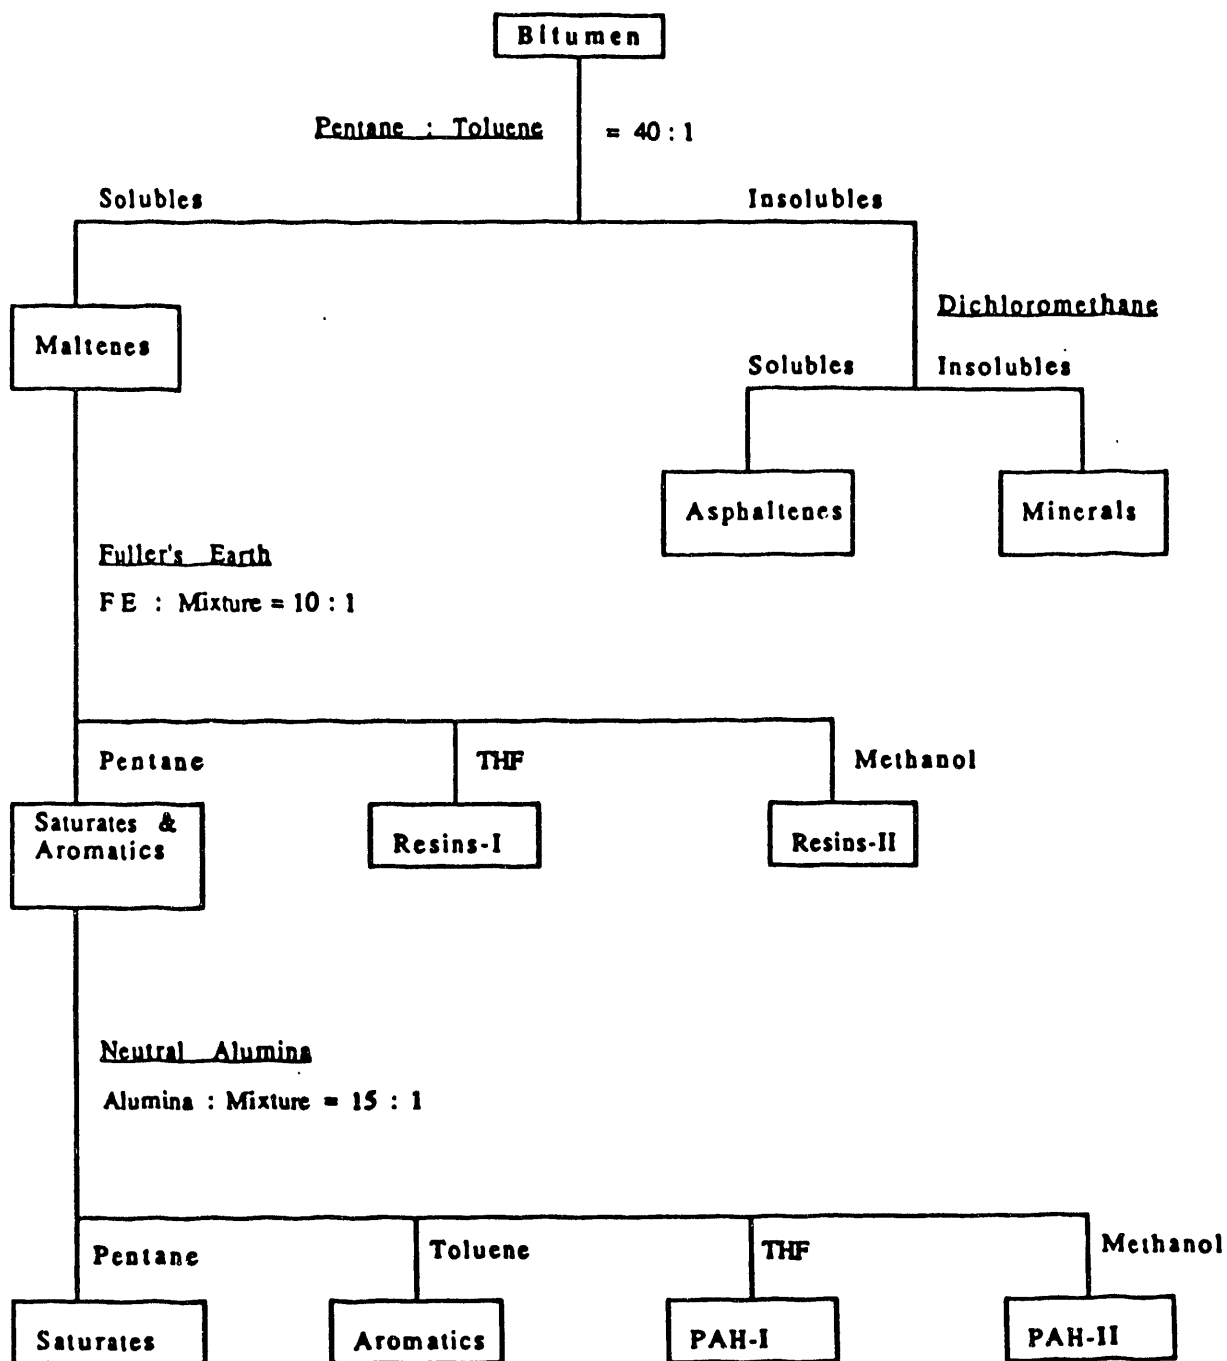 Bitumen
Pentane : Toluene = 40 : 1
Solubles
Insolubles
Dichloromethane
Maltenes
Solubles
Insolubles
Asphaltenes
Minerals
Fuller's Earth
FE : Mixture = 10 : 1
Pentane
THF
Methanol
Saturates &
Aromatics
Resins-I
Resins-II
Neutral Alumina
Alumina : Mixture = 15 : 1
Pentane
Toluene
THF
Methanol
Saturates
Aromatics
PAH-I
PAH-II